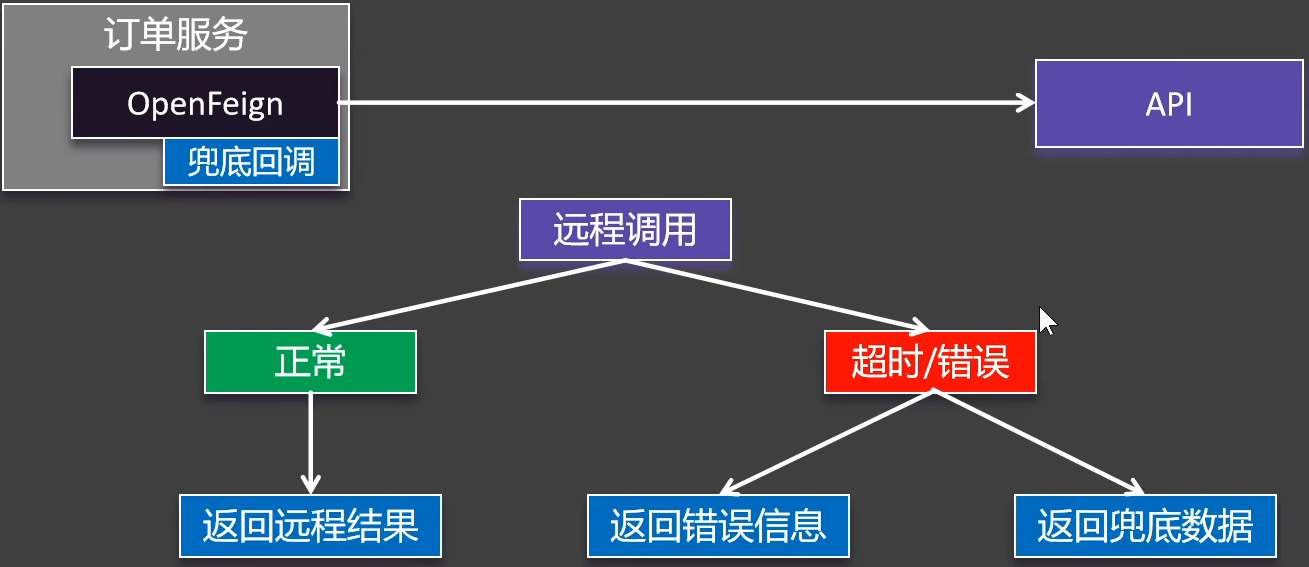 订单服务
OpenFeign
API
兜底回调
远程调用
正常
超时/错误
返回远程结果
返回错误信息
返回兜底数据